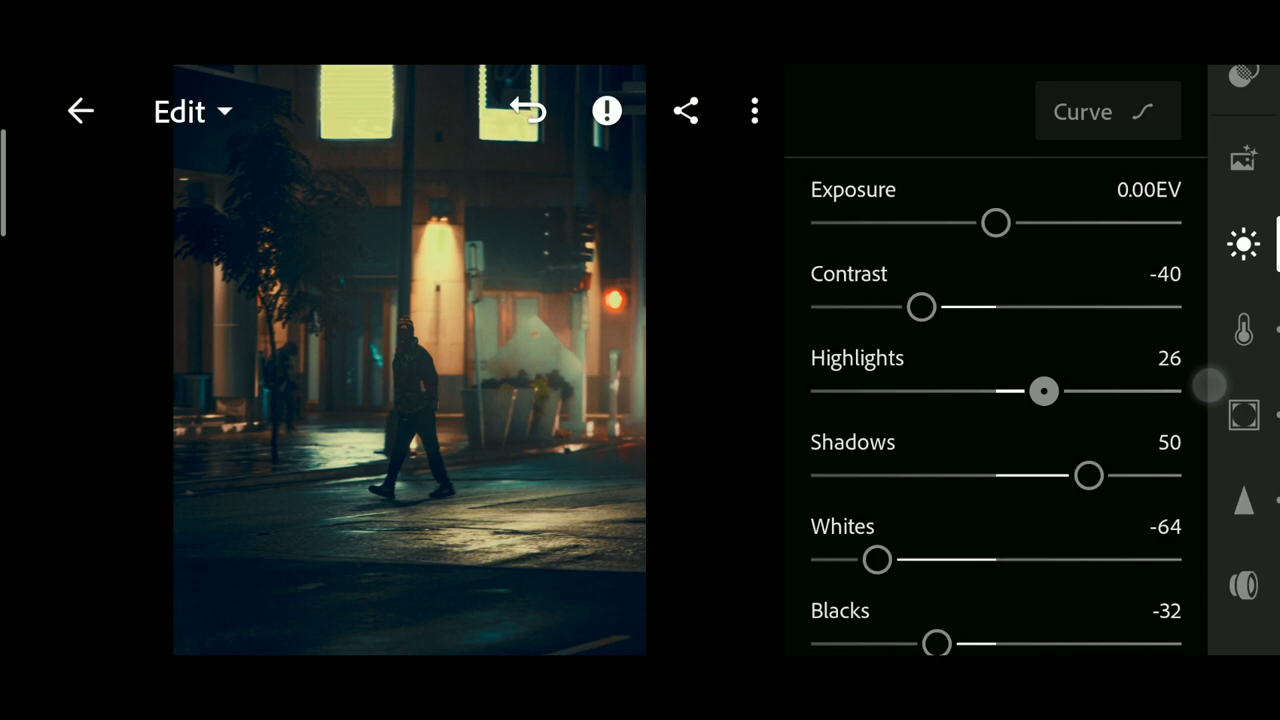 Edit
Curve
Exposure 0.00EV
Contrast -40
Highlights 26
Shadows 50
Whites -64
Blacks -32